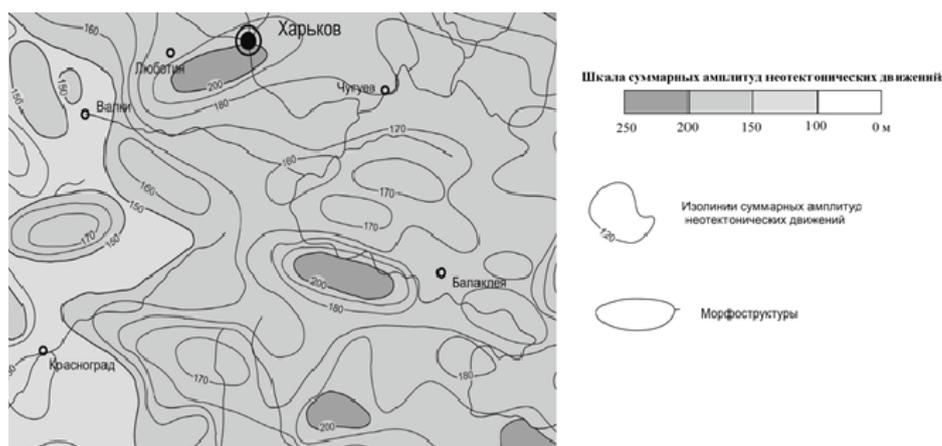 160
Харьков
Люботин
150
150
200
Чугуев
Валки
180
170
160
170
160
150
170
170
150
200
Балаклея
180
Красноград
170
180
200
Шкала суммарных амплитуд неотектонических движений
250 200 150 100 0 м
Изолинии суммарных амплитуд
неотектонических движений
120
Морфоструктуры